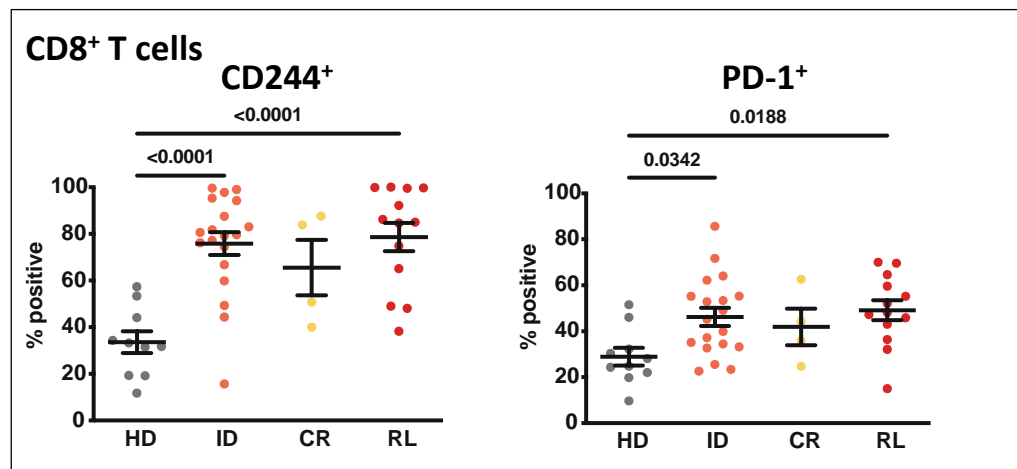 CD8⁺ T cells
CD244⁺
<0.0001
<0.0001
100
80
60
40
20
0
% positive
HD ID CR RL
PD-1⁺
0.0188
0.0342
100
80
60
40
20
0
% positive
HD ID CR RL